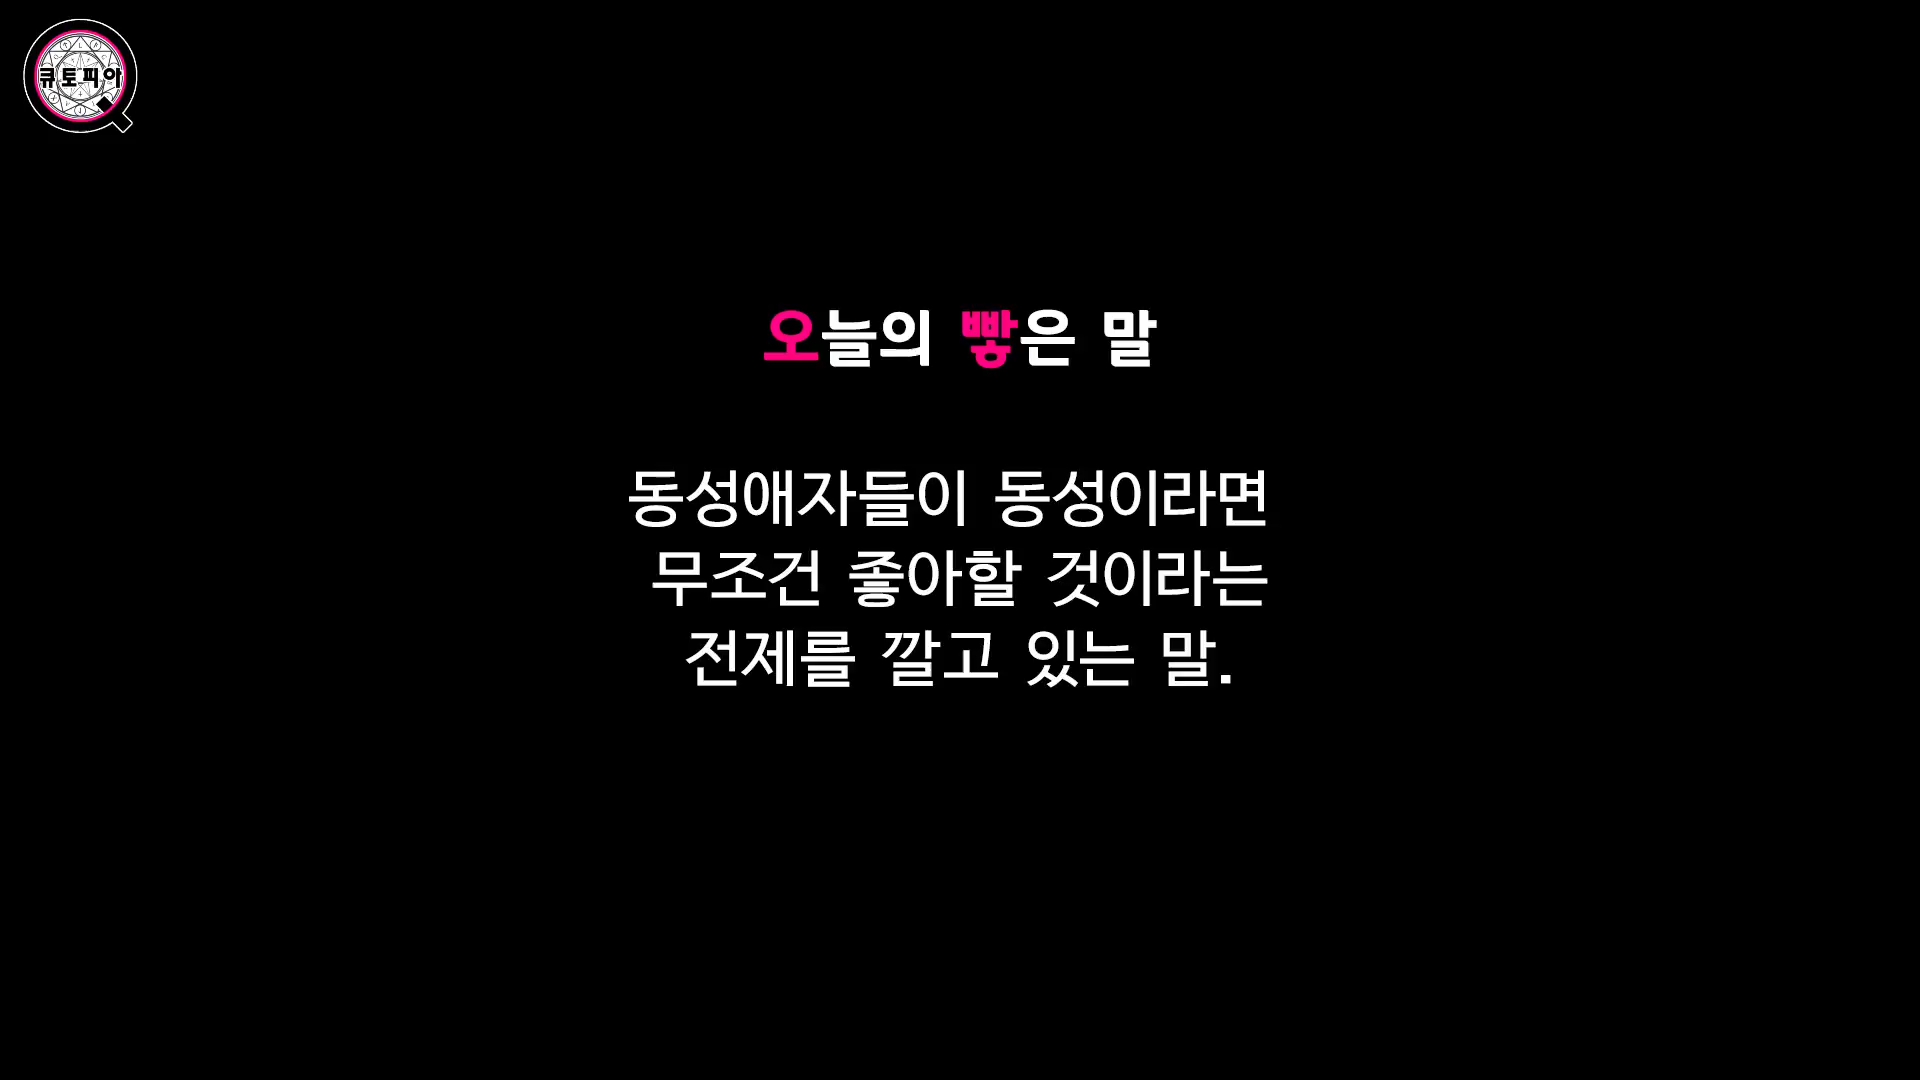 큐토피아
오늘의 빻은 말
동성애자들이 동성이라면
무조건 좋아할 것이라는
전제를 깔고 있는 말.